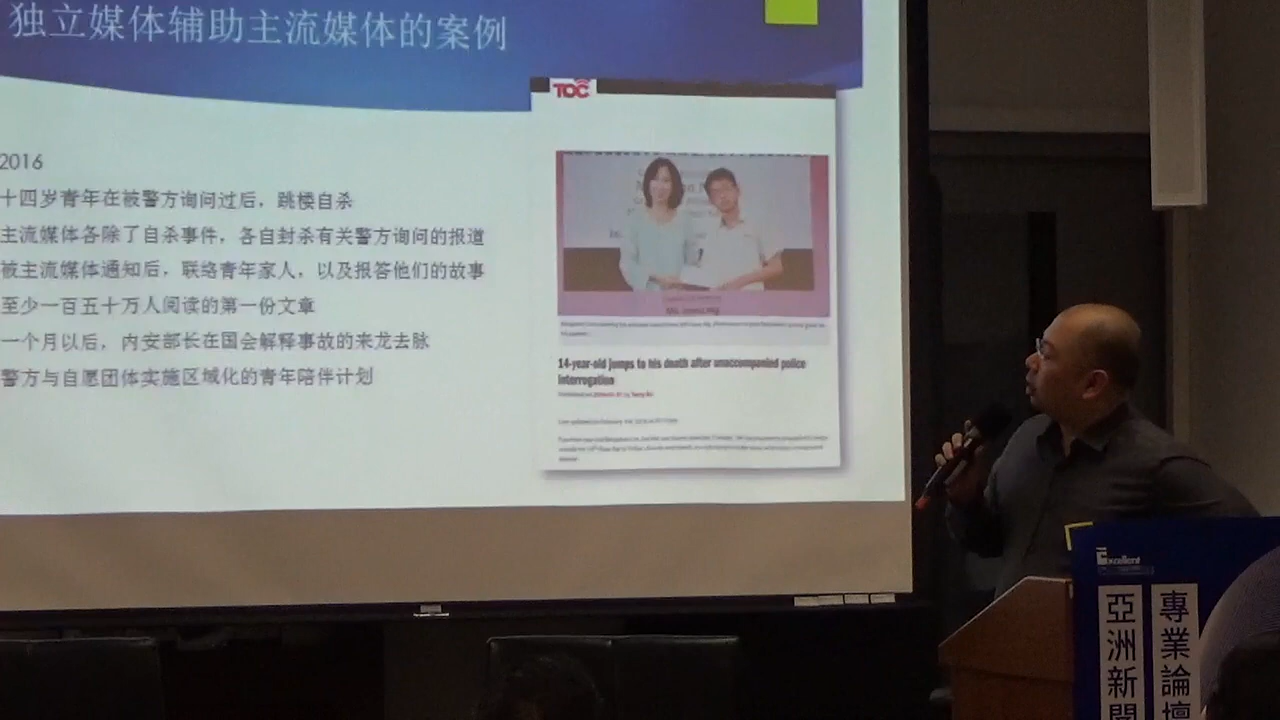 独立媒体辅助主流媒体的案例
TOC
2016
十四岁青年在被警方询问过后，跳楼自杀
主流媒体各除了自杀事件，各自封杀有关警方询问的报道
被主流媒体通知后，联络青年家人，以及报答他们的故事
至少一百五十万人阅读的第一份文章
一个月以后，内安部长在国会解释事故的来龙去脉
警方与自愿团体实施区域化的青年陪伴计划
14-year-old jumps to his death after unaccompanied police
interrogation
Excellent
亞洲新聞
專業論壇